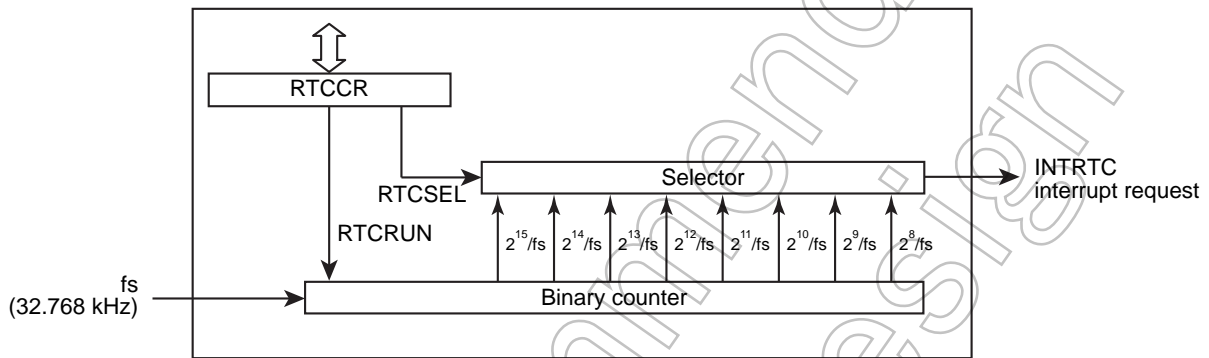 RTCCR
RTCSEL
Selector
INTRTC
interrupt request
RTCRUN
2^15/fs 2^14/fs 2^13/fs 2^12/fs 2^11/fs 2^10/fs 2^9/fs 2^8/fs
fs
(32.768 kHz)
Binary counter